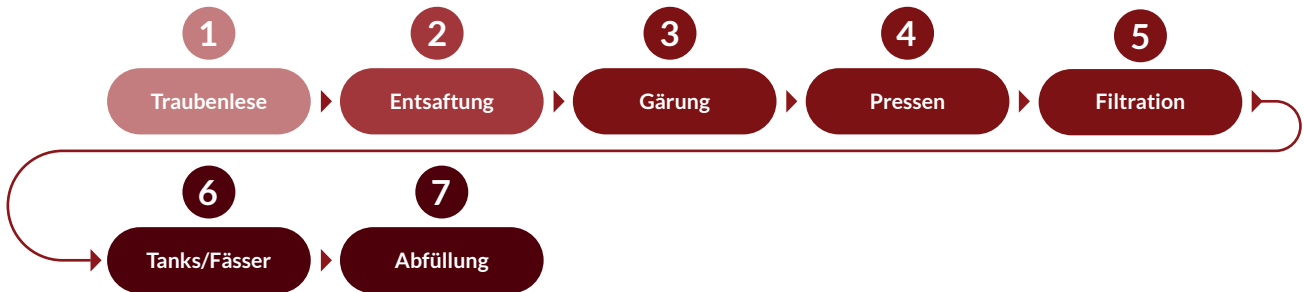 1
2
3
4
5
Traubenlese
Entsaftung
Gärung
Pressen
Filtration
6
7
Tanks/Fässer
Abfüllung